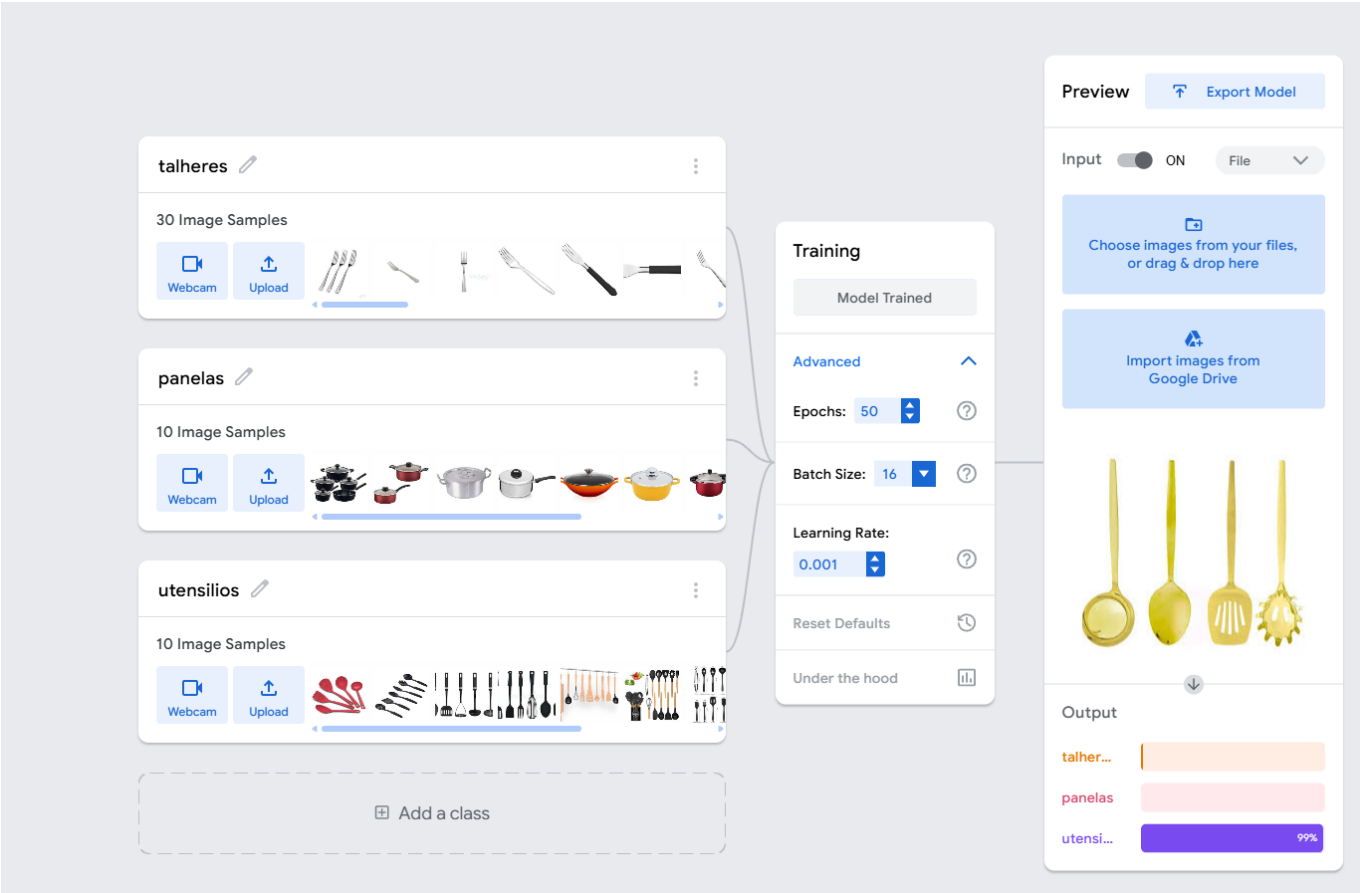 talheres
30 Image Samples
Webcam
Upload
panelas
10 Image Samples
Webcam
Upload
utensilios
10 Image Samples
Webcam
Upload
Add a class
Training
Model Trained
Advanced
Epochs: 50
Batch Size: 16
Learning Rate:
0.001
Reset Defaults
Under the hood
Preview
Export Model
Input ON File
Choose images from your files,
or drag & drop here
Import images from
Google Drive
Output
talher...
panelas
utensi... 99%